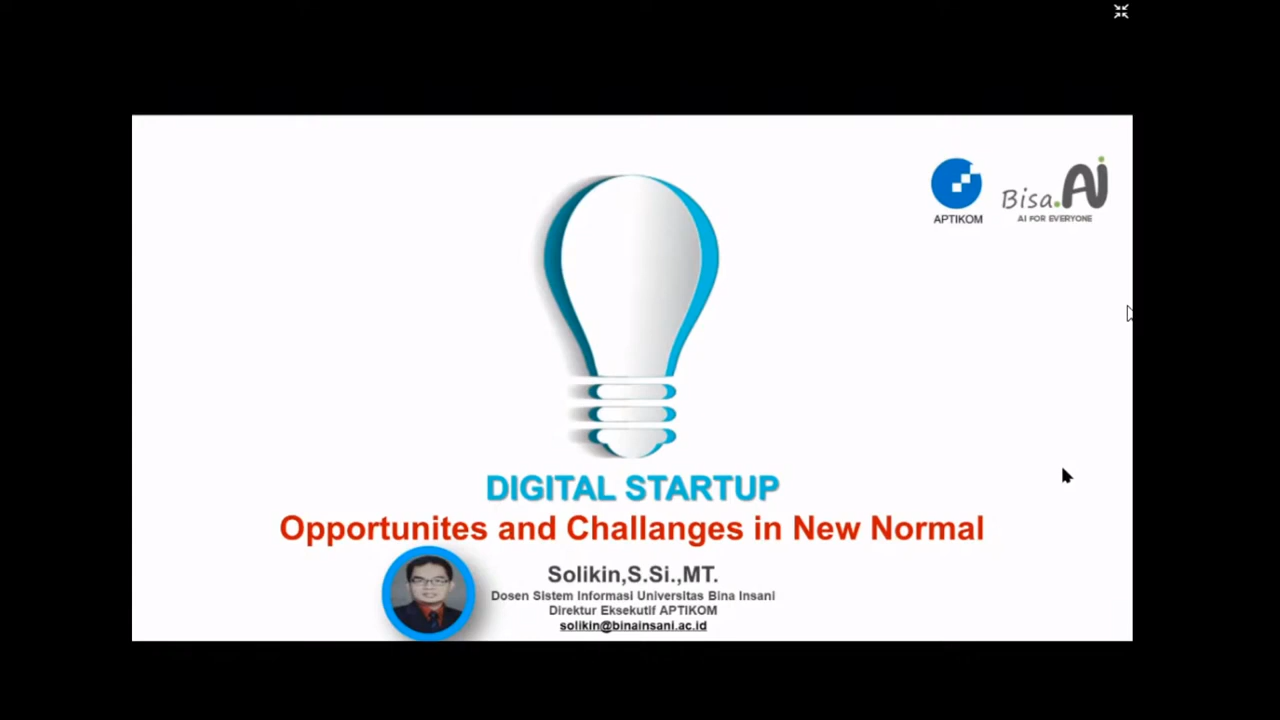 APTIKOM
Bisa.Ai
AI FOR EVERYONE
DIGITAL STARTUP
Opportunites and Challanges in New Normal
Solikin,S.Si.,MT.
Dosen Sistem Informasi Universitas Bina Insani
Direktur Eksekutif APTIKOM
solikin@binainsani.ac.id